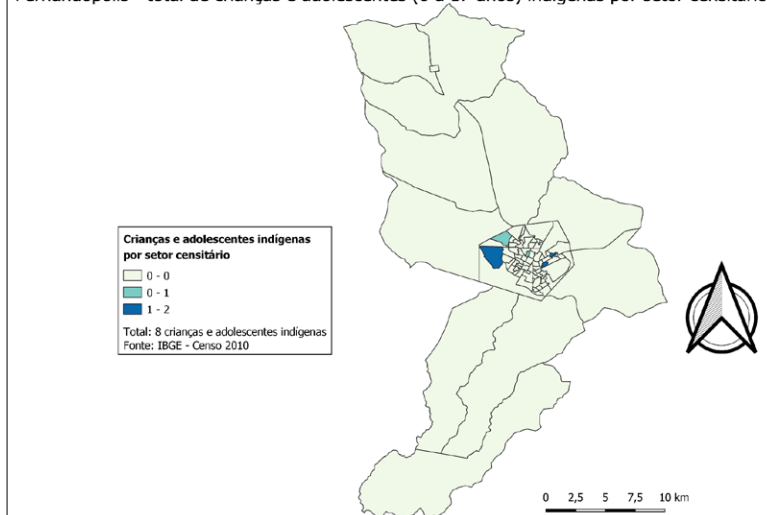 Fernandópolis - total de crianças e adolescentes (0 a 17 anos) indígenas por setor censitário
Crianças e adolescentes indígenas
por setor censitário
0 - 0
0 - 1
1 - 2
Total: 8 crianças e adolescentes indígenas
Fonte: IBGE - Censo 2010
0 2,5 5 7,5 10 km